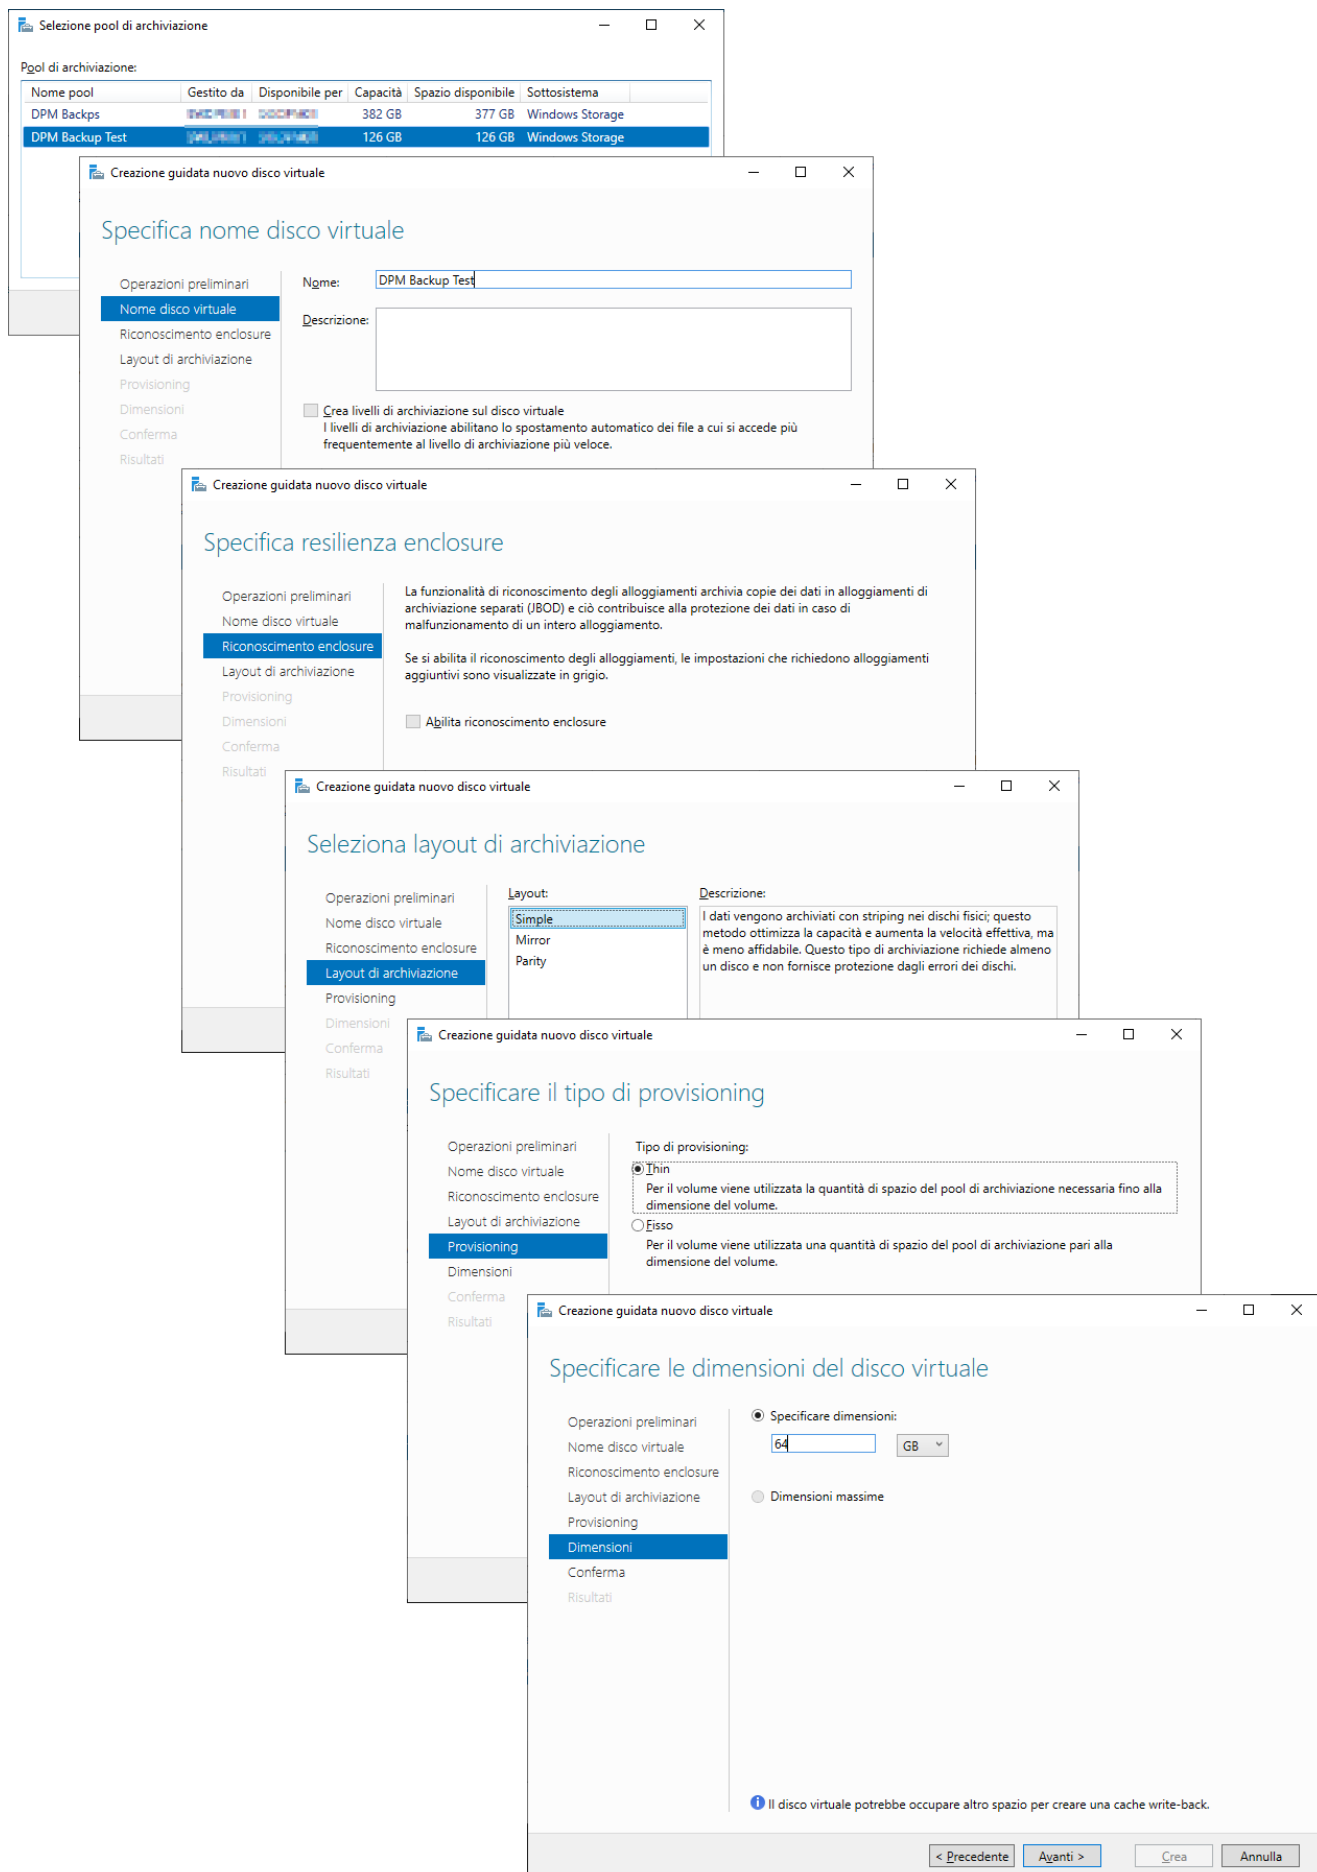 Selezione pool di archiviazione
Pool di archiviazione:
Nome pool Gestito da Disponibile per Capacità Spazio disponibile Sottosistema
DPM Backps 382 GB 377 GB Windows Storage
DPM Backup Test 126 GB 126 GB Windows Storage
Creazione guidata nuovo disco virtuale
Specifica nome disco virtuale
Operazioni preliminari
Nome disco virtuale
Riconoscimento enclosure
Layout di archiviazione
Provisioning
Dimensioni
Conferma
Risultati
Nome: DPM Backup Test
Descrizione:
Crea livelli di archiviazione sul disco virtuale
I livelli di archiviazione abilitano lo spostamento automatico dei file a cui si accede più
frequentemente al livello di archiviazione più veloce.
Creazione guidata nuovo disco virtuale
Specifica resilienza enclosure
Operazioni preliminari
Nome disco virtuale
Riconoscimento enclosure
Layout di archiviazione
Provisioning
Dimensioni
Conferma
Risultati
La funzionalità di riconoscimento degli alloggiamenti archivia copie dei dati in alloggiamenti di
archiviazione separati (JBOD) e ciò contribuisce alla protezione dei dati in caso di
malfunzionamento di un intero alloggiamento.
Se si abilita il riconoscimento degli alloggiamenti, le impostazioni che richiedono alloggiamenti
aggiuntivi sono visualizzate in grigio.
Abilita riconoscimento enclosure
Creazione guidata nuovo disco virtuale
Seleziona layout di archiviazione
Operazioni preliminari
Nome disco virtuale
Riconoscimento enclosure
Layout di archiviazione
Provisioning
Dimensioni
Conferma
Risultati
Layout:
Simple
Mirror
Parity
Descrizione:
I dati vengono archiviati con striping nei dischi fisici; questo
metodo ottimizza la capacità e aumenta la velocità effettiva, ma
è meno affidabile. Questo tipo di archiviazione richiede almeno
un disco e non fornisce protezione dagli errori dei dischi.
Creazione guidata nuovo disco virtuale
Specificare il tipo di provisioning
Operazioni preliminari
Nome disco virtuale
Riconoscimento enclosure
Layout di archiviazione
Provisioning
Dimensioni
Conferma
Risultati
Tipo di provisioning:
Thin
Per il volume viene utilizzata la quantità di spazio del pool di archiviazione necessaria fino alla
dimensione del volume.
Fisso
Per il volume viene utilizzata una quantità di spazio del pool di archiviazione pari alla
dimensione del volume.
Creazione guidata nuovo disco virtuale
Specificare le dimensioni del disco virtuale
Operazioni preliminari
Nome disco virtuale
Riconoscimento enclosure
Layout di archiviazione
Provisioning
Dimensioni
Conferma
Risultati
Specificare dimensioni:
64 GB
Dimensioni massime
Il disco virtuale potrebbe occupare altro spazio per creare una cache write-back.
< Precedente Avanti > Crea Annulla